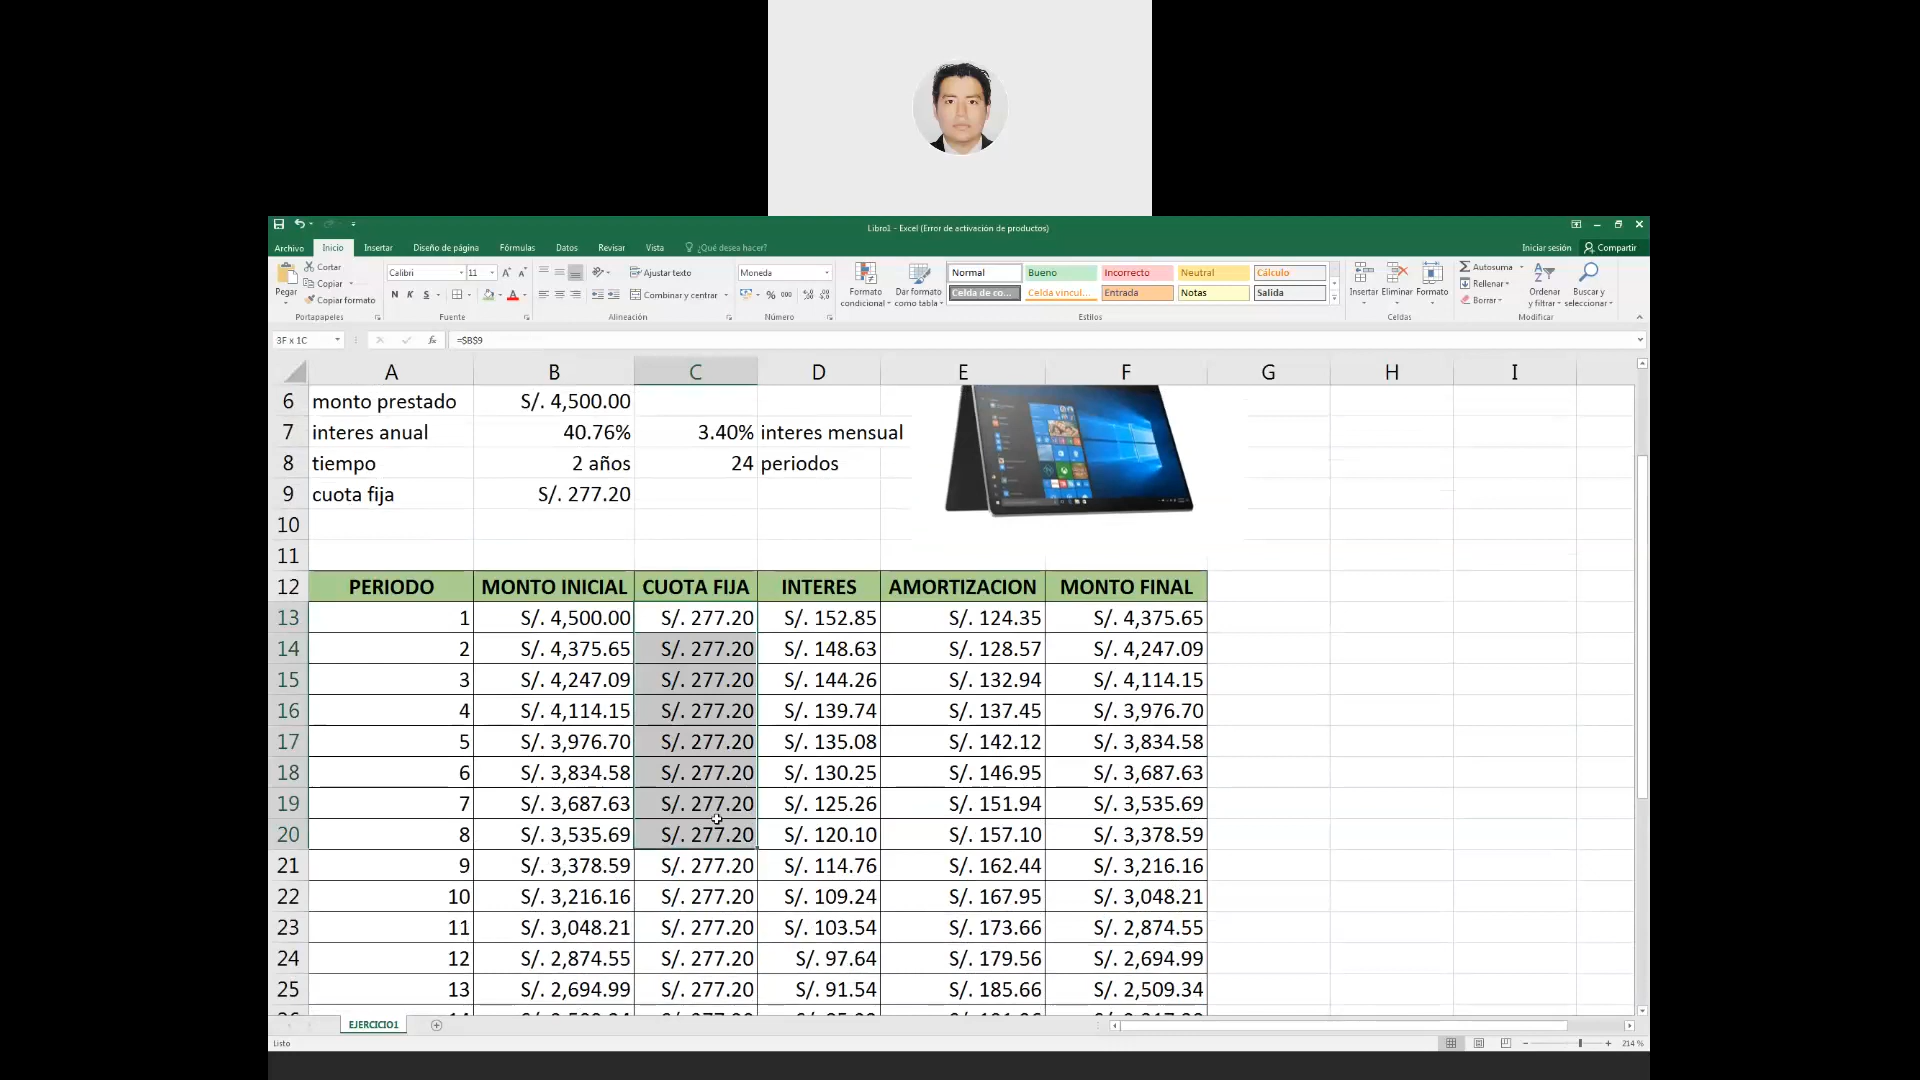 Libro1 - Excel (Error de activación de productos)
Archivo Inicio Insertar Diseño de página Fórmulas Datos Revisar Vista ¿Qué desea hacer? Iniciar sesión Compartir
Pegar Cortar Copiar Copiar formato
Calibri 11 N K S
Ajustar texto Combinar y centrar
Moneda % 000
Formato condicional Dar formato como tabla
Normal Bueno Incorrecto Neutral Cálculo
Celda de co... Celda vincul... Entrada Notas Salida
Insertar Eliminar Formato
Autosuma Rellenar Borrar Ordenar y filtrar Buscar y seleccionar
Portapapeles Fuente Alineación Número Estilos Celdas Modificar
3F x 1C fx =$B$9
A B C D E F G H I
6 monto prestado S/. 4,500.00
7 interes anual 40.76% 3.40% interes mensual
8 tiempo 2 años 24 periodos
9 cuota fija S/. 277.20
10
11
12 PERIODO MONTO INICIAL CUOTA FIJA INTERES AMORTIZACION MONTO FINAL
13 1 S/. 4,500.00 S/. 277.20 S/. 152.85 S/. 124.35 S/. 4,375.65
14 2 S/. 4,375.65 S/. 277.20 S/. 148.63 S/. 128.57 S/. 4,247.09
15 3 S/. 4,247.09 S/. 277.20 S/. 144.26 S/. 132.94 S/. 4,114.15
16 4 S/. 4,114.15 S/. 277.20 S/. 139.74 S/. 137.45 S/. 3,976.70
17 5 S/. 3,976.70 S/. 277.20 S/. 135.08 S/. 142.12 S/. 3,834.58
18 6 S/. 3,834.58 S/. 277.20 S/. 130.25 S/. 146.95 S/. 3,687.63
19 7 S/. 3,687.63 S/. 277.20 S/. 125.26 S/. 151.94 S/. 3,535.69
20 8 S/. 3,535.69 S/. 277.20 S/. 120.10 S/. 157.10 S/. 3,378.59
21 9 S/. 3,378.59 S/. 277.20 S/. 114.76 S/. 162.44 S/. 3,216.16
22 10 S/. 3,216.16 S/. 277.20 S/. 109.24 S/. 167.95 S/. 3,048.21
23 11 S/. 3,048.21 S/. 277.20 S/. 103.54 S/. 173.66 S/. 2,874.55
24 12 S/. 2,874.55 S/. 277.20 S/. 97.64 S/. 179.56 S/. 2,694.99
25 13 S/. 2,694.99 S/. 277.20 S/. 91.54 S/. 185.66 S/. 2,509.34
EJERCICIO1
Listo 214 %